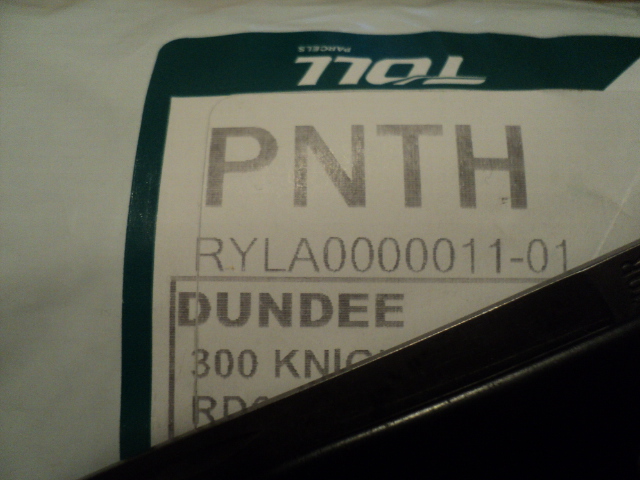 TOLL
PARCELS
PNTH
RYLA0000011-01
DUNDEE
300